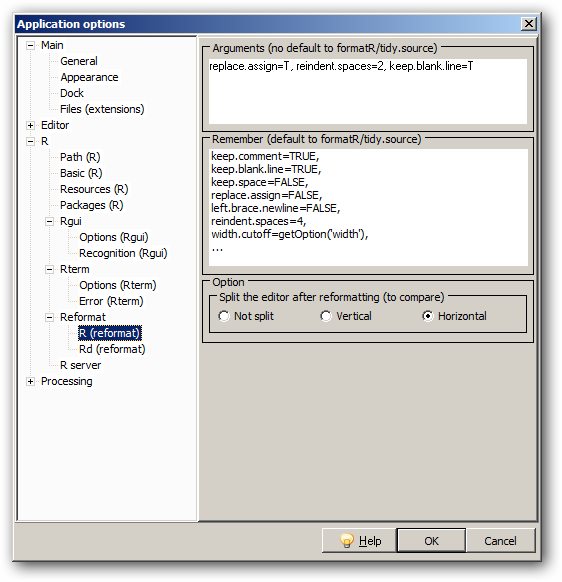 Application options
Main
General
Appearance
Dock
Files (extensions)
Editor
R
Path (R)
Basic (R)
Resources (R)
Packages (R)
Rgui
Options (Rgui)
Recognition (Rgui)
Rterm
Options (Rterm)
Error (Rterm)
Reformat
R (reformat)
Rd (reformat)
R server
Processing
Arguments (no default to formatR/tidy.source)
replace.assign=T, reindent.spaces=2, keep.blank.line=T
Remember (default to formatR/tidy.source)
keep.comment=TRUE,
keep.blank.line=TRUE,
keep.space=FALSE,
replace.assign=FALSE,
left.brace.newline=FALSE,
reindent.spaces=4,
width.cutoff=getOption('width'),
...
Option
Split the editor after reformatting (to compare)
Not split Vertical Horizontal
Help OK Cancel